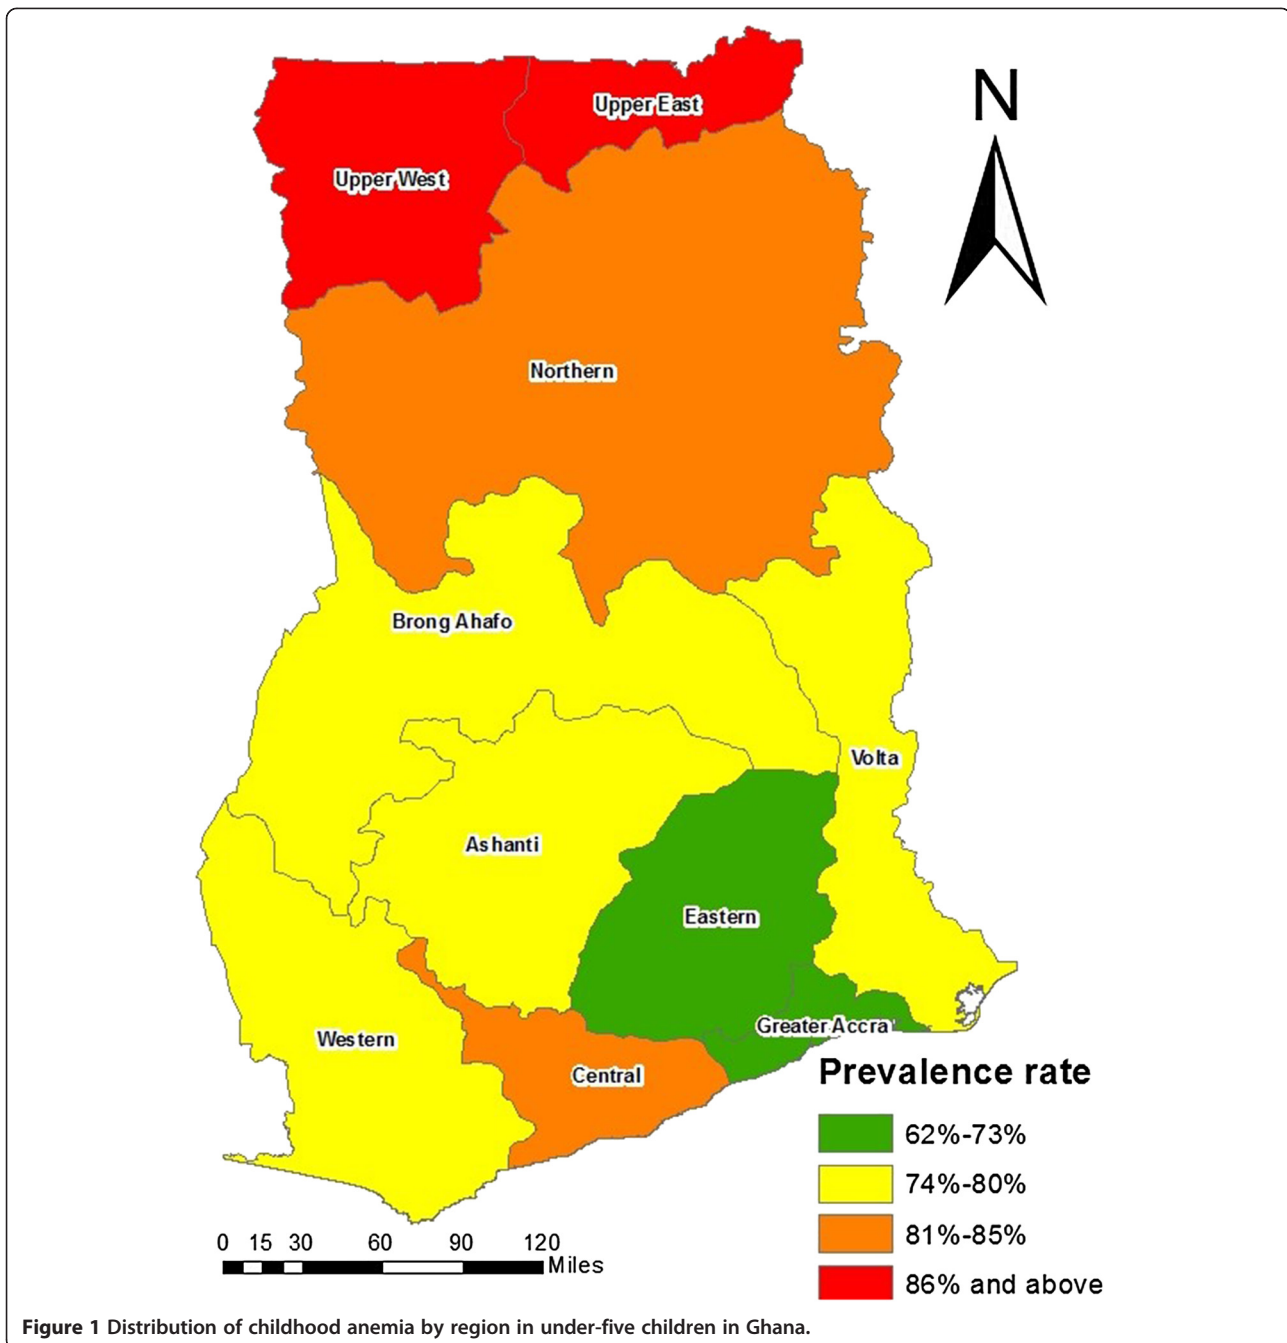 N
Upper East
Upper West
Northern
Brong Ahafo
Volta
Ashanti
Eastern
Greater Accra
Western
Central
Prevalence rate
62%-73%
74%-80%
81%-85%
86% and above
0 15 30 60 90 120
Miles
Figure 1 Distribution of childhood anemia by region in under-five children in Ghana.